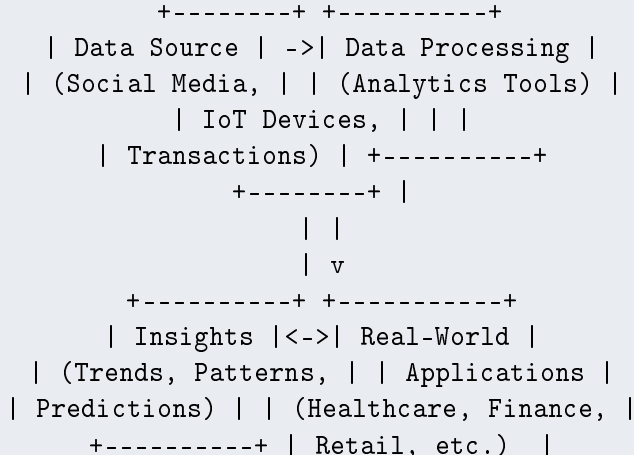 +--------+ +----------+
| Data Source | ->| Data Processing |
| (Social Media, | | (Analytics Tools) |
| IoT Devices, | | |
| Transactions) | +----------+
+--------+ |
| |
| v
+----------+ +-----------+
| Insights |<->| Real-World |
| (Trends, Patterns, | | Applications |
| Predictions) | | (Healthcare, Finance, |
+----------+ | Retail, etc.) |